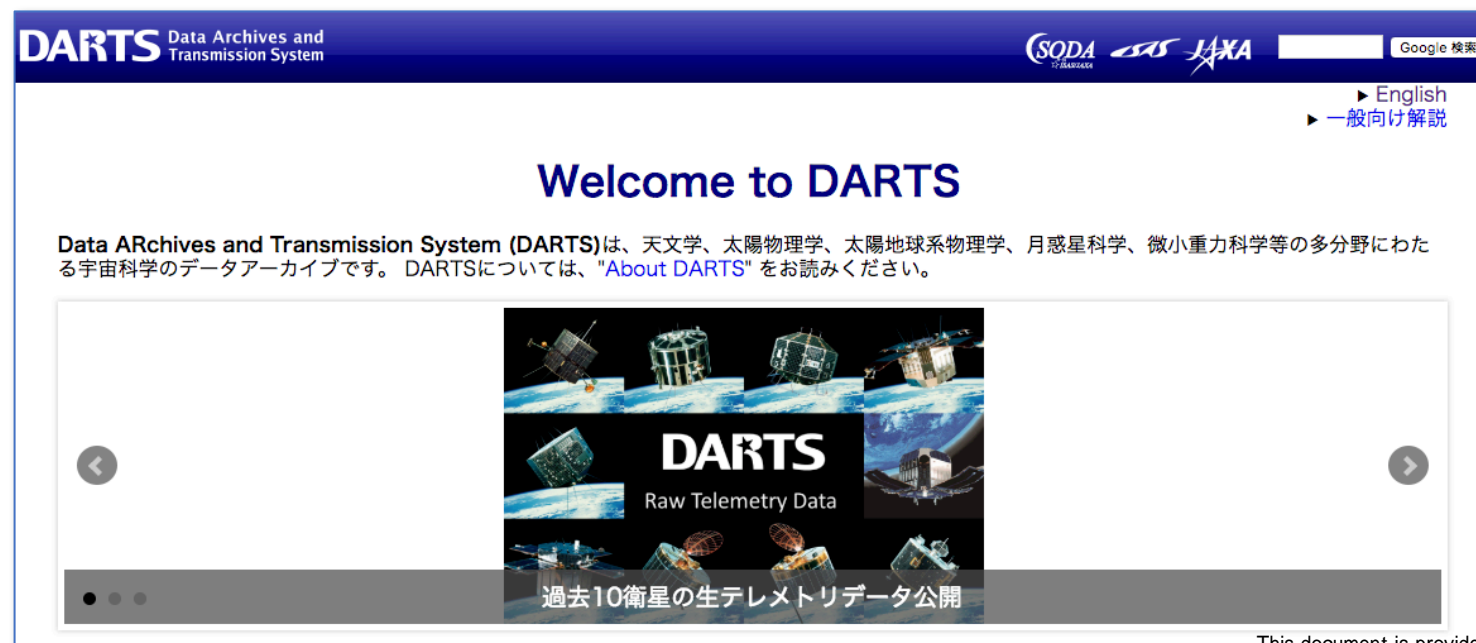 DARTS Data Archives and
Transmission System
SODA ISAS JAXA Google 検索
▶ English
▶ 一般向け解説
Welcome to DARTS
Data ARchives and Transmission System (DARTS)は、天文学、太陽物理学、太陽地球系物理学、月惑星科学、微小重力科学等の多分野にわた
る宇宙科学のデータアーカイブです。 DARTSについては、"About DARTS" をお読みください。
DARTS
Raw Telemetry Data
過去10衛星の生テレメトリデータ公開